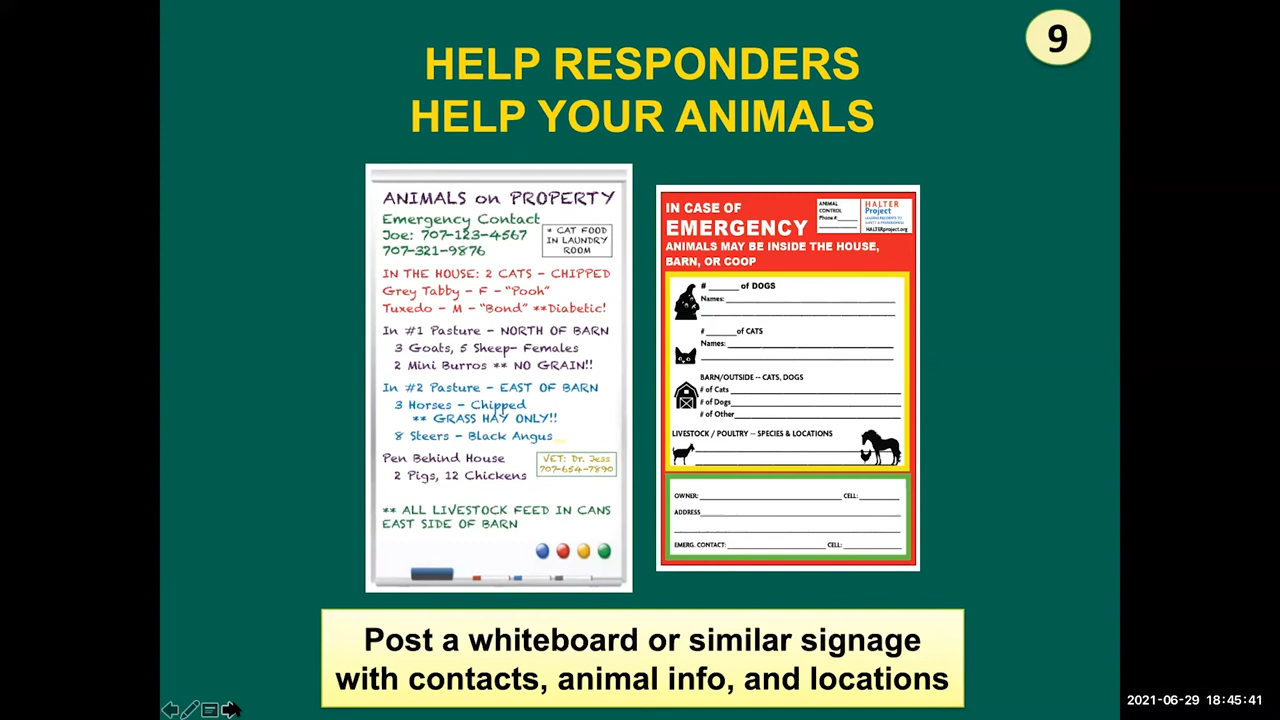 9
HELP RESPONDERS
HELP YOUR ANIMALS
ANIMALS on PROPERTY
Emergency Contact
Joe: 707-123-4567
707-321-9876
* CAT FOOD
IN LAUNDRY
ROOM
IN THE HOUSE: 2 CATS - CHIPPED
Grey Tabby - F - "Pooh"
Tuxedo - M - "Bond" **Diabetic!
In #1 Pasture - NORTH OF BARN
3 Goats, 5 Sheep- Females
2 Mini Burros ** NO GRAIN!!
In #2 Pasture - EAST OF BARN
3 Horses - Chipped
** GRASS HAY ONLY!!
8 Steers - Black Angus
Pen Behind House
2 Pigs, 12 Chickens
VET: Dr. Jess
707-654-7890
** ALL LIVESTOCK FEED IN CANS
EAST SIDE OF BARN
IN CASE OF
EMERGENCY
ANIMALS MAY BE INSIDE THE HOUSE,
BARN, OR COOP
ANIMAL
CONTROL
Phone #
HALTER
Project
HALTERproject.org
# ______ of DOGS
Names:
# ______ of CATS
Names:
BARN/OUTSIDE -- CATS, DOGS
# of Cats
# of Dogs
# of Other
LIVESTOCK / POULTRY -- SPECIES & LOCATIONS
OWNER: CELL:
ADDRESS
EMERG. CONTACT: CELL:
Post a whiteboard or similar signage
with contacts, animal info, and locations
2021-06-29 18:45:41